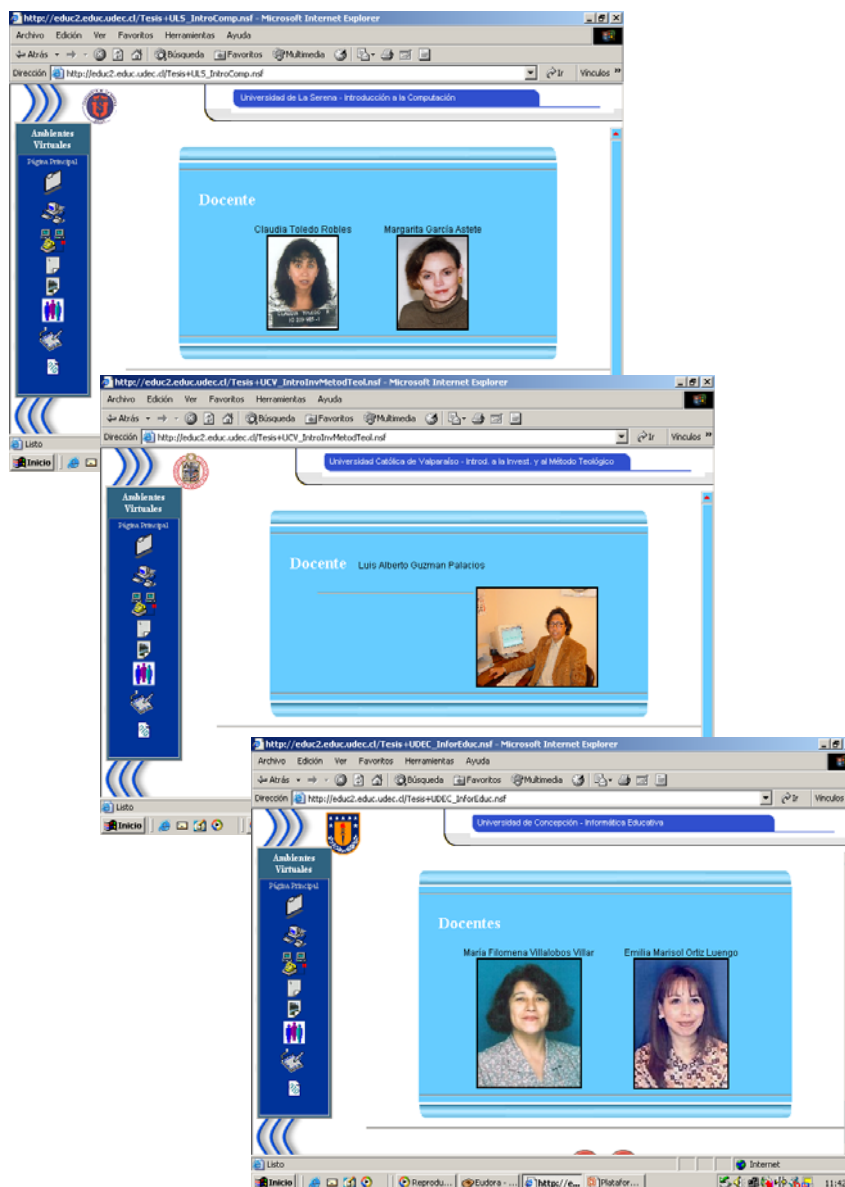 http://educ2.educ.udec.cl/Tesis+ULS_IntroComp.nsf - Microsoft Internet Explorer
Archivo Edición Ver Favoritos Herramientas Ayuda
Atrás Búsqueda Favoritos Multimedia
Dirección http://educ2.educ.udec.cl/Tesis+ULS_IntroComp.nsf Ir Vínculos »
Universidad de La Serena - Introducción a la Computación
Ambientes
Virtuales
Página Principal
Docente
Claudia Toledo Robles Margarita García Astete
Listo
Inicio
http://educ2.educ.udec.cl/Tesis+UCV_IntroInvMetodTeol.nsf - Microsoft Internet Explorer
Archivo Edición Ver Favoritos Herramientas Ayuda
Atrás Búsqueda Favoritos Multimedia
Dirección http://educ2.educ.udec.cl/Tesis+UCV_IntroInvMetodTeol.nsf Ir Vínculos »
Universidad Católica de Valparaíso - Introd. a la Invest. y al Método Teológico
Ambientes
Virtuales
Página Principal
Docente Luis Alberto Guzman Palacios
Listo
Inicio
http://educ2.educ.udec.cl/Tesis+UDEC_InforEduc.nsf - Microsoft Internet Explorer
Archivo Edición Ver Favoritos Herramientas Ayuda
Atrás Búsqueda Favoritos Multimedia
Dirección http://educ2.educ.udec.cl/Tesis+UDEC_InforEduc.nsf Ir Vínculos
Universidad de Concepción - Informática Educativa
Ambientes
Virtuales
Página Principal
Docentes
María Filomena Villalobos Villar Emilia Marisol Ortiz Luengo
Listo Internet
Inicio Reprodu... Eudora - ... http://e... Platafor... 11:42